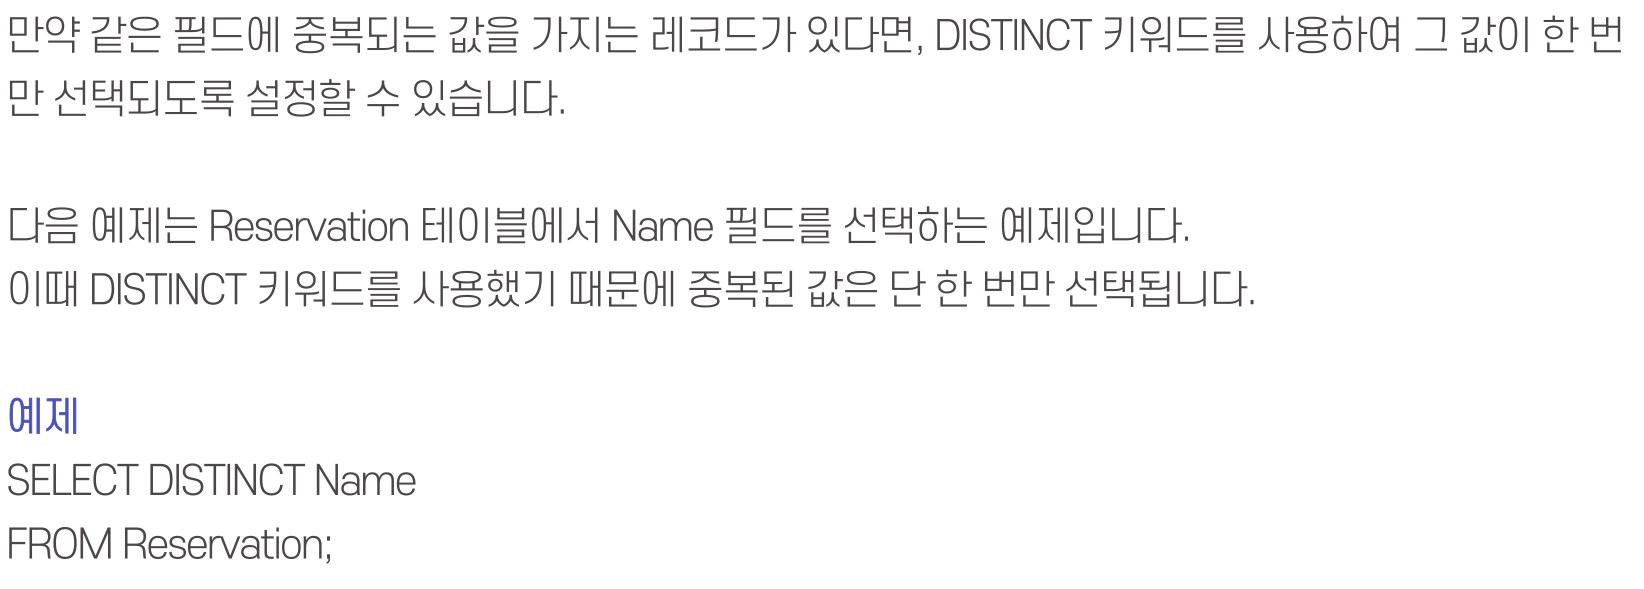 만약 같은 필드에 중복되는 값을 가지는 레코드가 있다면, DISTINCT 키워드를 사용하여 그 값이 한 번
만 선택되도록 설정할 수 있습니다.
다음 예제는 Reservation 테이블에서 Name 필드를 선택하는 예제입니다.
이때 DISTINCT 키워드를 사용했기 때문에 중복된 값은 단 한 번만 선택됩니다.
예제
SELECT DISTINCT Name
FROM Reservation;